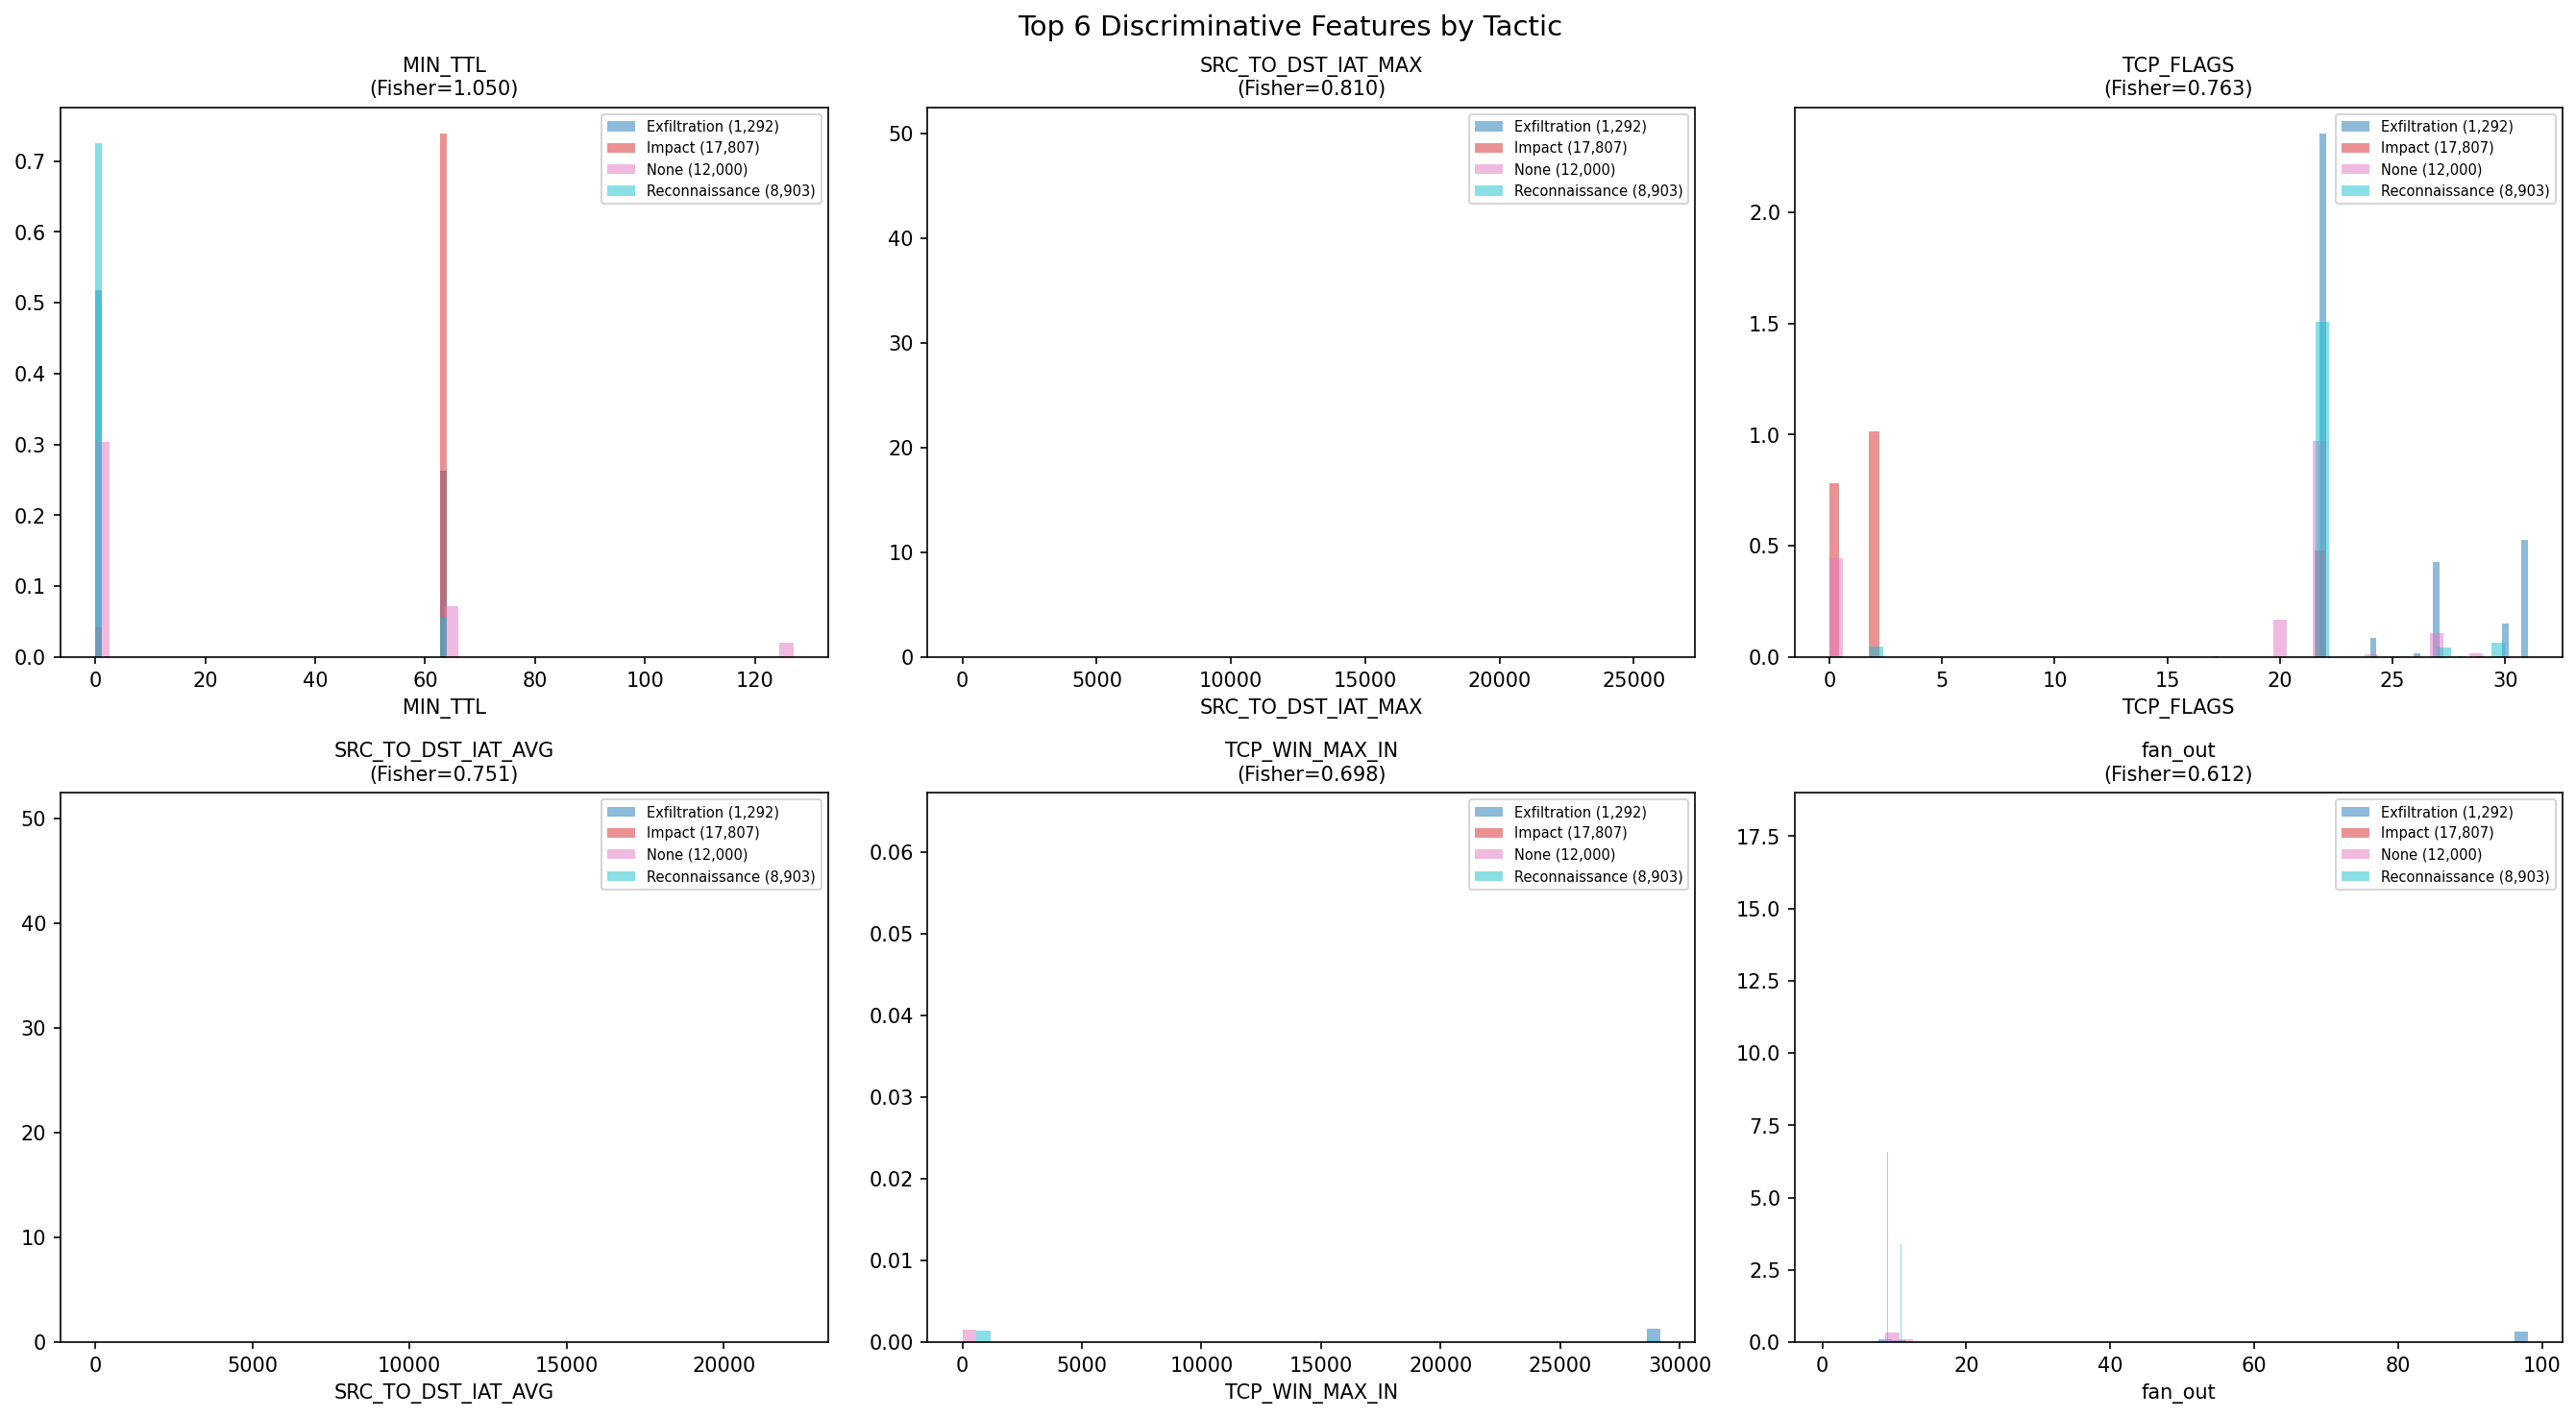 Top 6 Discriminative Features by Tactic
MIN_TTL
(Fisher=1.050)
0.7
0.6
0.5
0.4
0.3
0.2
0.1
0.0
Exfiltration (1,292)
Impact (17,807)
None (12,000)
Reconnaissance (8,903)
0 20 40 60 80 100 120
MIN_TTL
SRC_TO_DST_IAT_MAX
(Fisher=0.810)
50
40
30
20
10
0
Exfiltration (1,292)
Impact (17,807)
None (12,000)
Reconnaissance (8,903)
0 5000 10000 15000 20000 25000
SRC_TO_DST_IAT_MAX
TCP_FLAGS
(Fisher=0.763)
2.0
1.5
1.0
0.5
0.0
Exfiltration (1,292)
Impact (17,807)
None (12,000)
Reconnaissance (8,903)
0 5 10 15 20 25 30
TCP_FLAGS
SRC_TO_DST_IAT_AVG
(Fisher=0.751)
50
40
30
20
10
0
Exfiltration (1,292)
Impact (17,807)
None (12,000)
Reconnaissance (8,903)
0 5000 10000 15000 20000
SRC_TO_DST_IAT_AVG
TCP_WIN_MAX_IN
(Fisher=0.698)
0.06
0.05
0.04
0.03
0.02
0.01
0.00
Exfiltration (1,292)
Impact (17,807)
None (12,000)
Reconnaissance (8,903)
0 5000 10000 15000 20000 25000 30000
TCP_WIN_MAX_IN
fan_out
(Fisher=0.612)
17.5
15.0
12.5
10.0
7.5
5.0
2.5
0.0
Exfiltration (1,292)
Impact (17,807)
None (12,000)
Reconnaissance (8,903)
0 20 40 60 80 100
fan_out